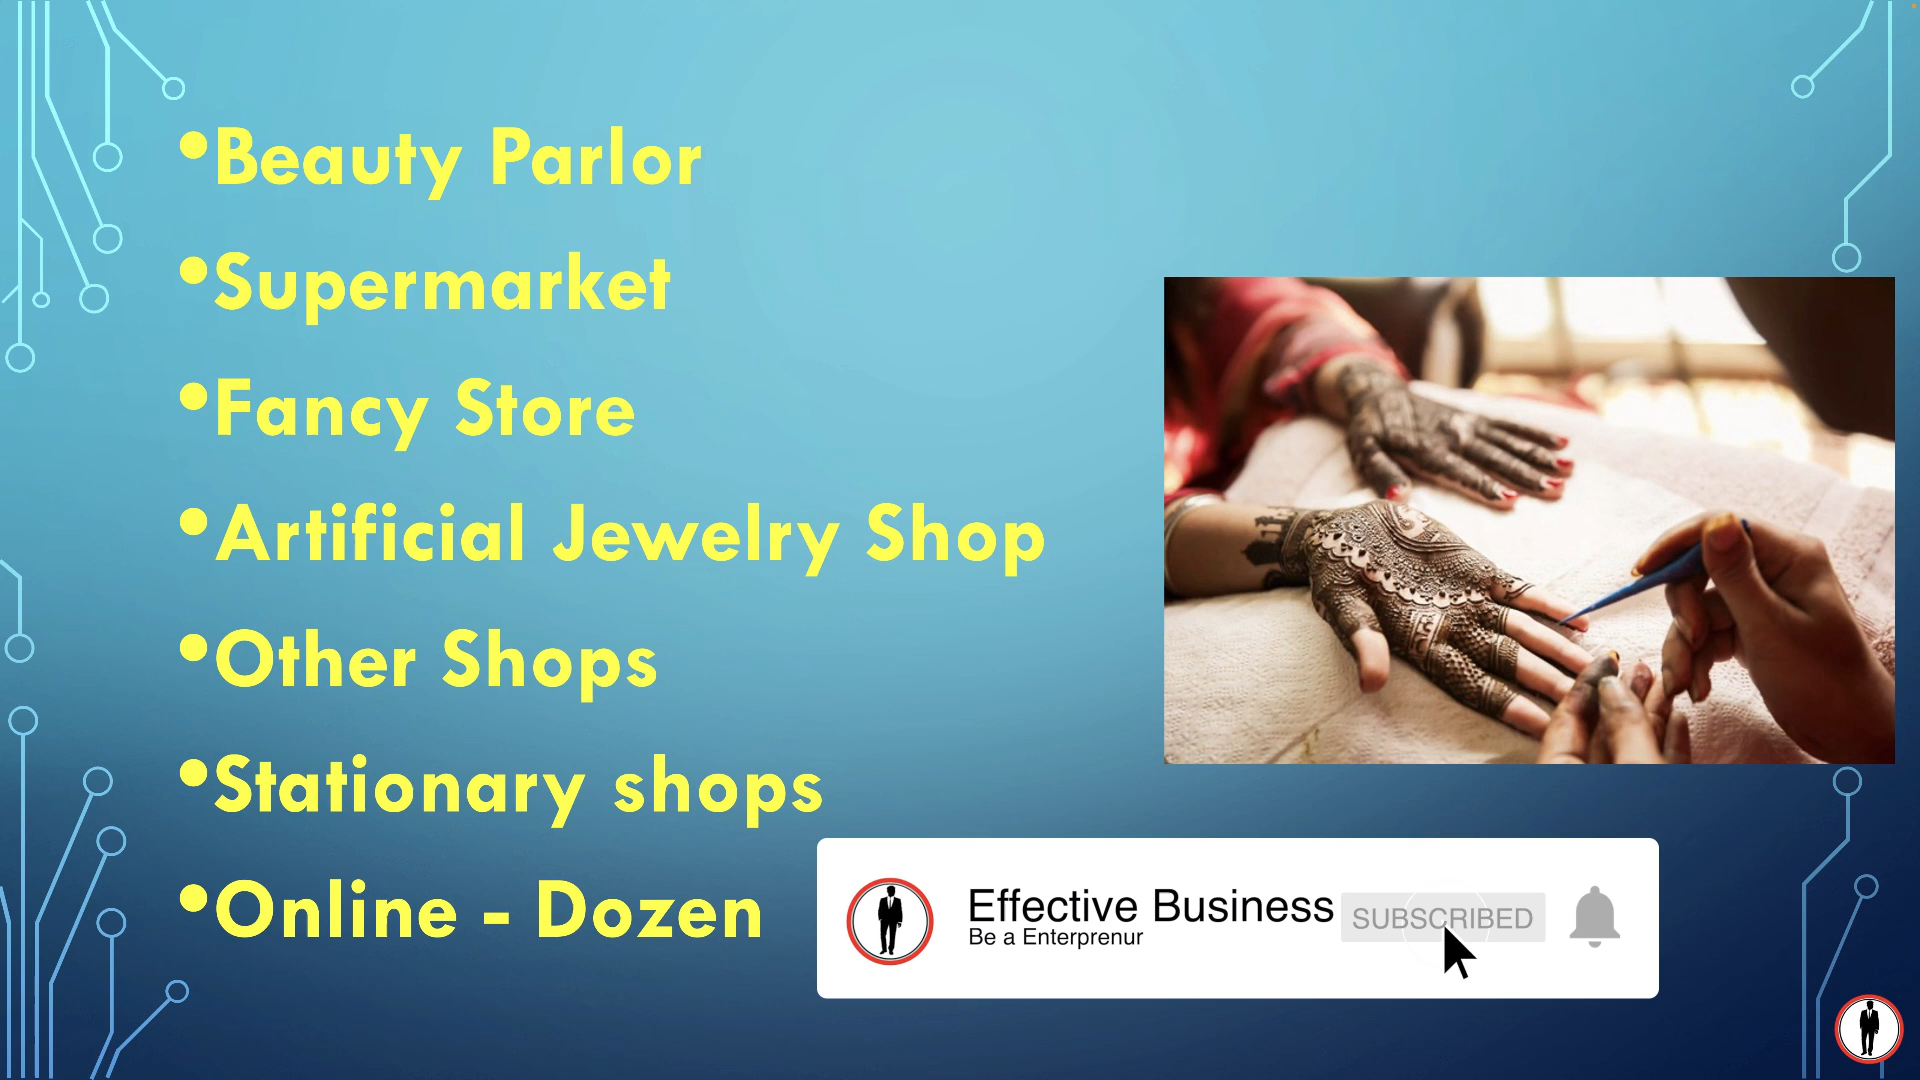 •Beauty Parlor
•Supermarket
•Fancy Store
•Artificial Jewelry Shop
•Other Shops
•Stationary shops
•Online - Dozen
Effective Business
Be a Enterprenur
SUBSCRIBED